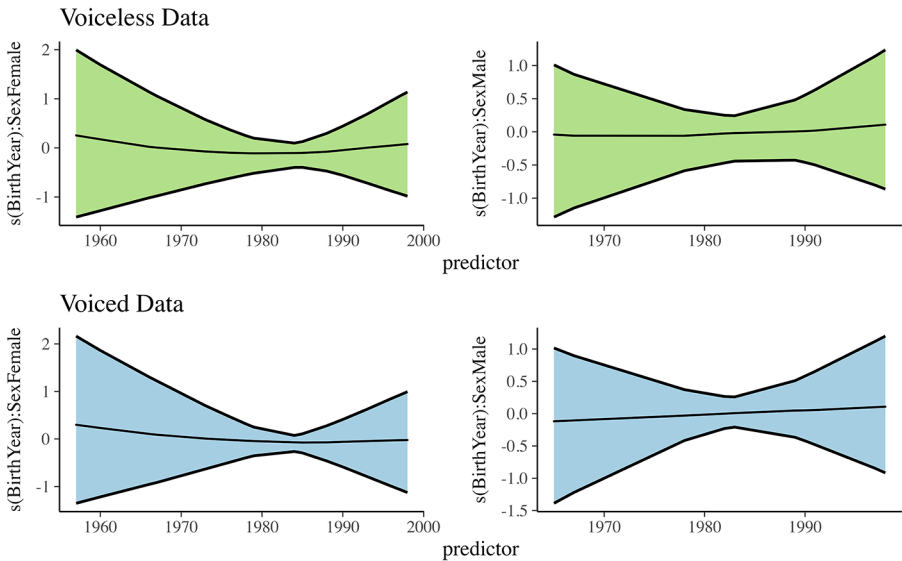 Voiceless Data
s(BirthYear):SexFemale
2
1
0
-1
1960 1970 1980 1990 2000
s(BirthYear):SexMale
1.0
0.5
0.0
-0.5
-1.0
1970 1980 1990
predictor
Voiced Data
s(BirthYear):SexFemale
2
1
0
-1
1960 1970 1980 1990 2000
s(BirthYear):SexMale
1.0
0.5
0.0
-0.5
-1.0
-1.5
1970 1980 1990
predictor